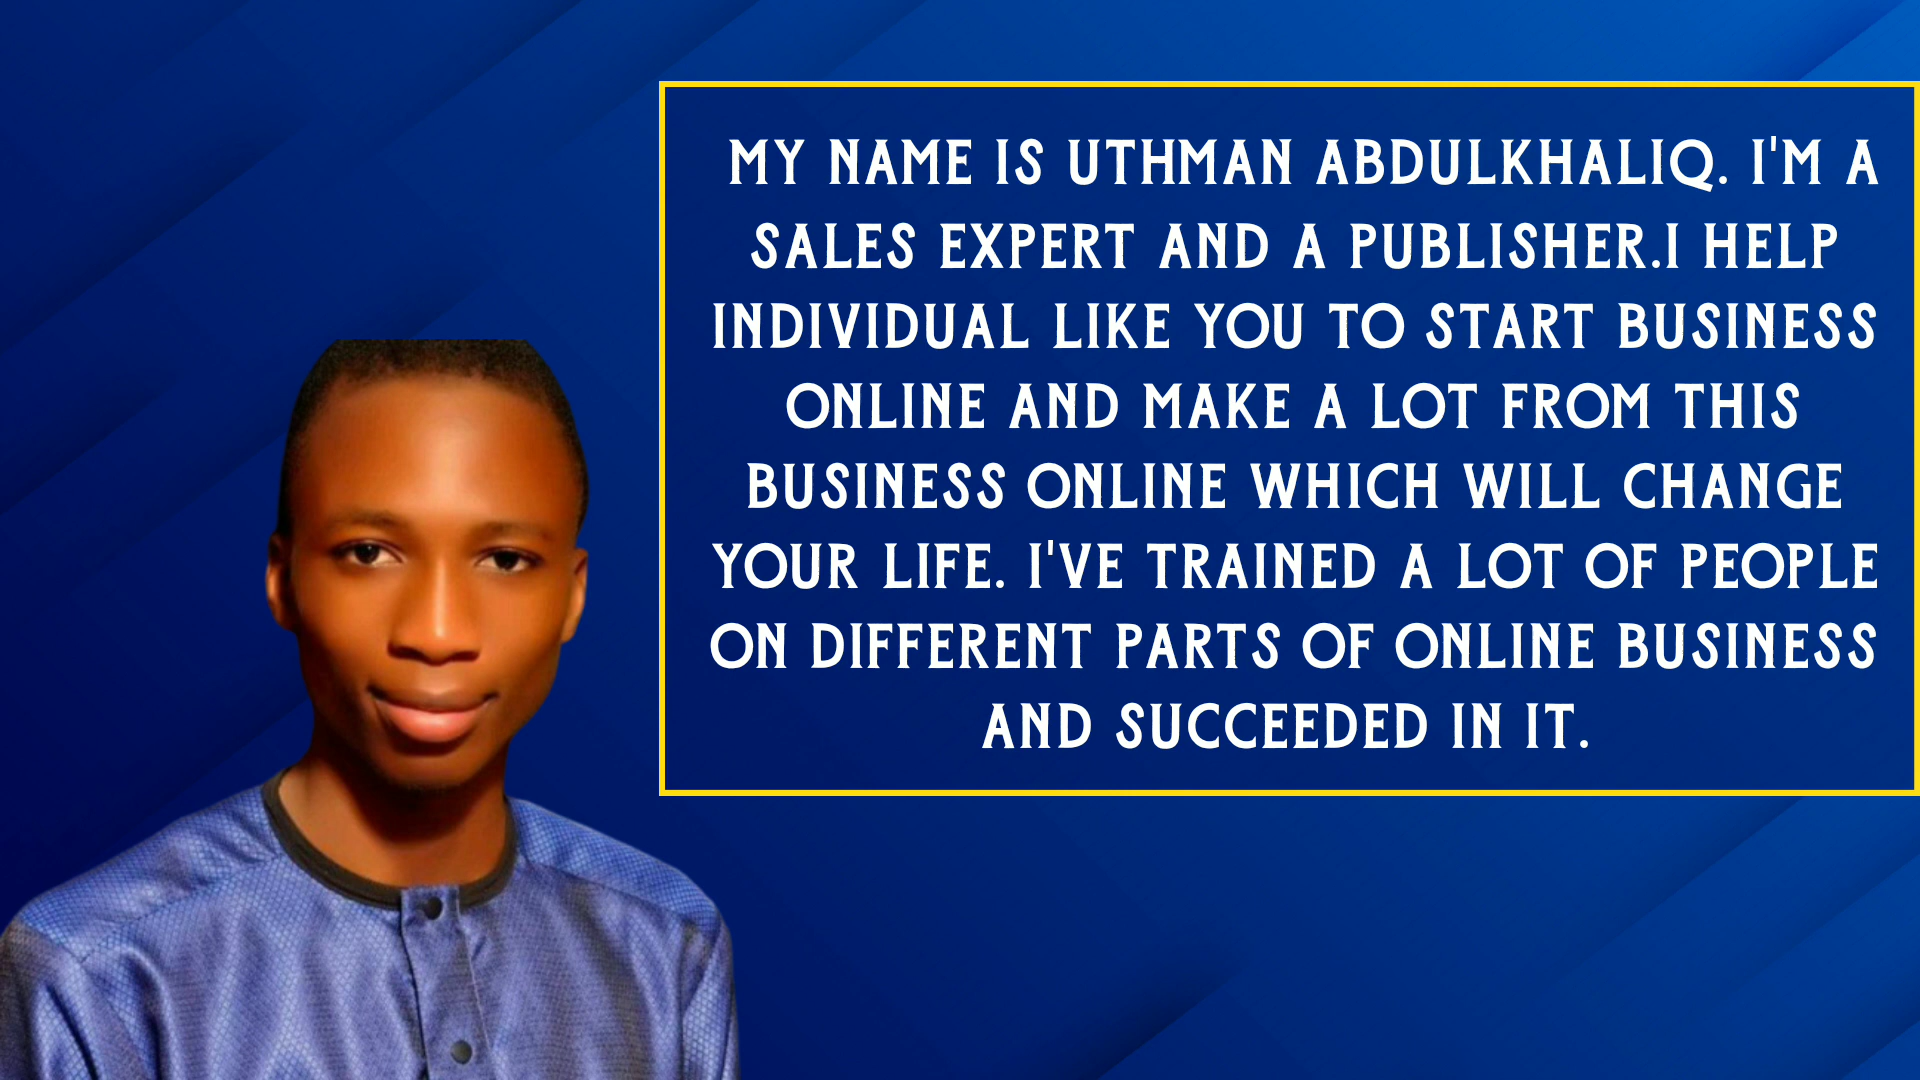 MY NAME IS UTHMAN ABDULKHALIQ. I'M A
SALES EXPERT AND A PUBLISHER.I HELP
INDIVIDUAL LIKE YOU TO START BUSINESS
ONLINE AND MAKE A LOT FROM THIS
BUSINESS ONLINE WHICH WILL CHANGE
YOUR LIFE. I'VE TRAINED A LOT OF PEOPLE
ON DIFFERENT PARTS OF ONLINE BUSINESS
AND SUCCEEDED IN IT.